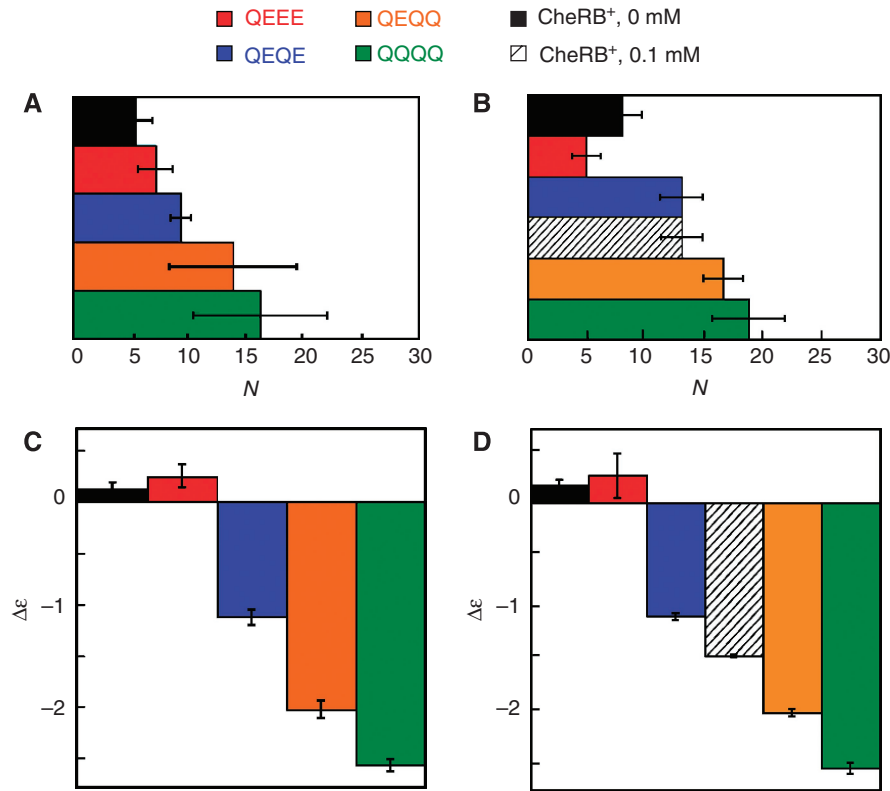 QEEE QEQQ CheRB⁺, 0 mM
QEQE QQQQ CheRB⁺, 0.1 mM
A
0 5 10 15 20 25 30
N
B
0 5 10 15 20 25 30
N
C
0
–1
–2
Δε
D
0
–1
–2
Δε